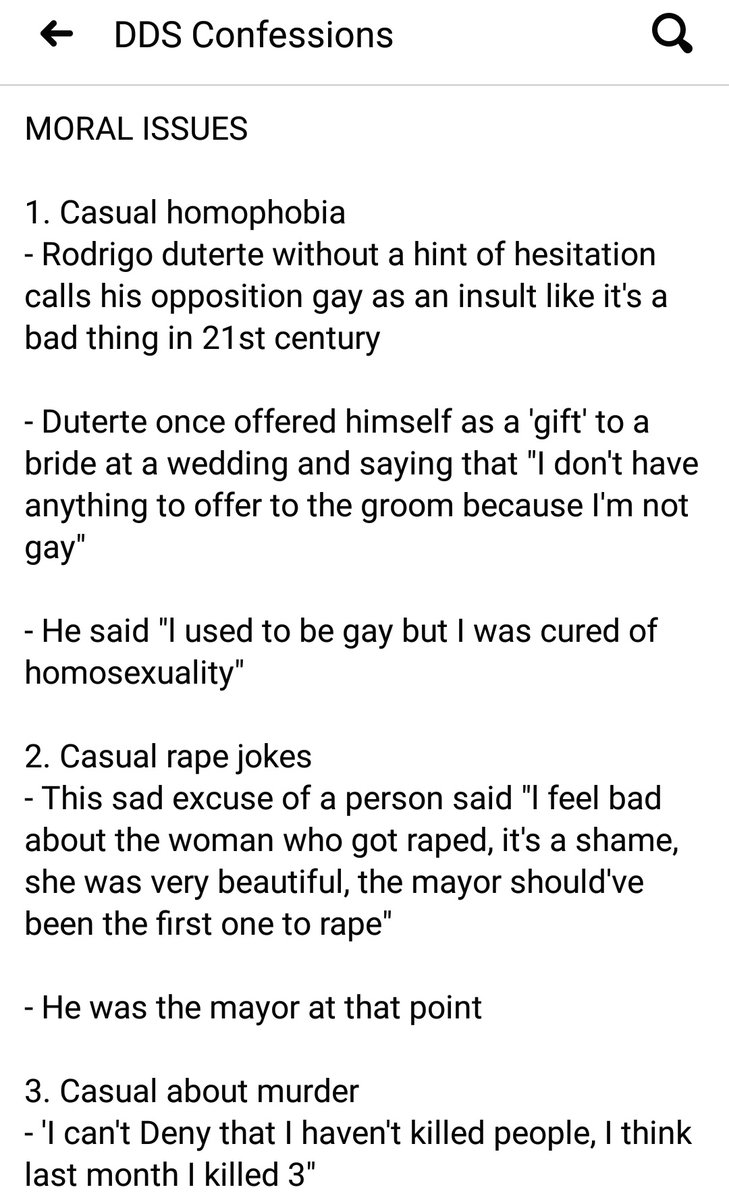 DDS Confessions
MORAL ISSUES
1. Casual homophobia
- Rodrigo duterte without a hint of hesitation
calls his opposition gay as an insult like it's a
bad thing in 21st century
- Duterte once offered himself as a 'gift' to a
bride at a wedding and saying that "I don't have
anything to offer to the groom because I'm not
gay"
- He said "I used to be gay but I was cured of
homosexuality"
2. Casual rape jokes
- This sad excuse of a person said "I feel bad
about the woman who got raped, it's a shame,
she was very beautiful, the mayor should've
been the first one to rape"
- He was the mayor at that point
3. Casual about murder
- 'I can't Deny that I haven't killed people, I think
last month I killed 3"